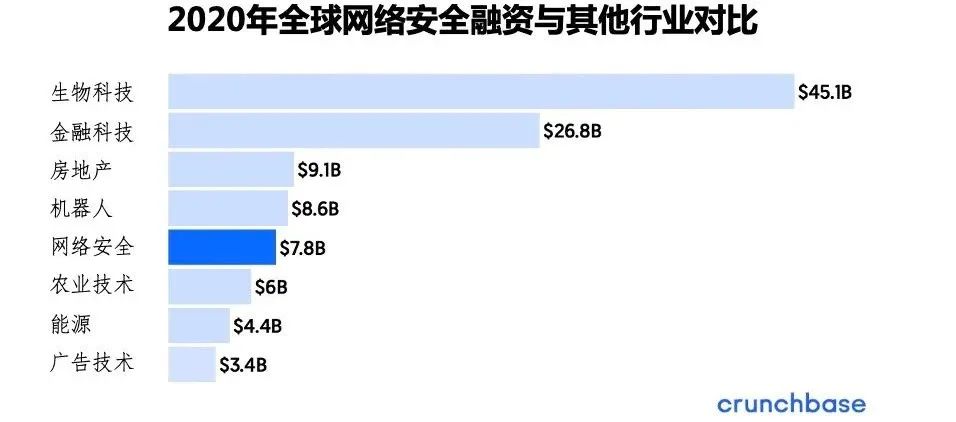 2020年全球网络安全融资与其他行业对比
生物科技 $45.1B
金融科技 $26.8B
房地产 $9.1B
机器人 $8.6B
网络安全 $7.8B
农业技术 $6B
能源 $4.4B
广告技术 $3.4B
crunchbase